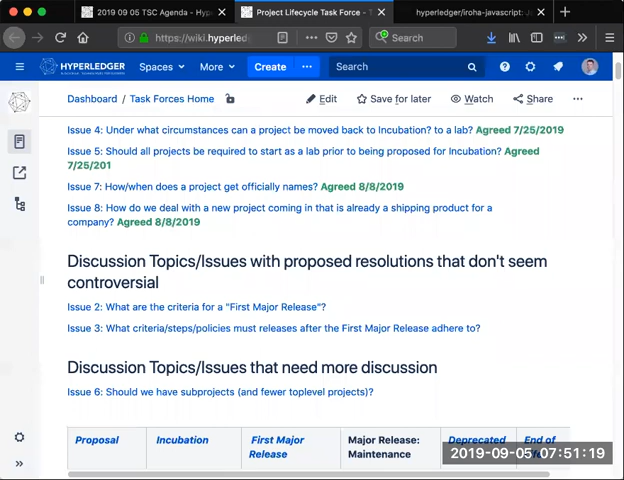 2019 09 05 TSC Agenda - Hyp
Project Lifecycle Task Force - T
hyperledger/iroha-javascript: J
https://wiki.hyperled
Search
HYPERLEDGER
Spaces
More
Create
Search
Dashboard / Task Forces Home
Edit
Save for later
Watch
Share
Issue 4: Under what circumstances can a project be moved back to Incubation? to a lab? Agreed 7/25/2019
Issue 5: Should all projects be required to start as a lab prior to being proposed for Incubation? Agreed
7/25/201
Issue 7: How/when does a project get officially names? Agreed 8/8/2019
Issue 8: How do we deal with a new project coming in that is already a shipping product for a
company? Agreed 8/8/2019
Discussion Topics/Issues with proposed resolutions that don't seem
controversial
Issue 2: What are the criteria for a "First Major Release"?
Issue 3: What criteria/steps/policies must releases after the First Major Release adhere to?
Discussion Topics/Issues that need more discussion
Issue 6: Should we have subprojects (and fewer toplevel projects)?
Proposal
Incubation
First Major
Release
Major Release:
Maintenance
Deprecated
End of
2019-09-05 07:51:19